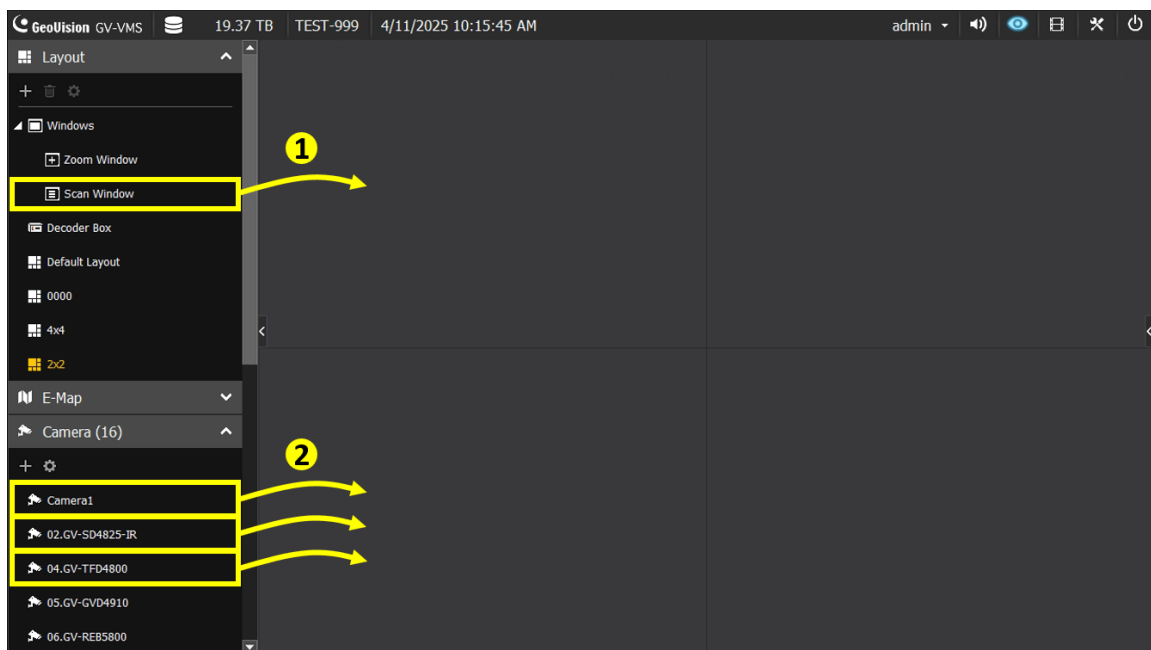 GeoVision GV-VMS 19.37 TB TEST-999 4/11/2025 10:15:45 AM admin
Layout
Windows
1
Zoom Window
Scan Window
Decoder Box
Default Layout
0000
4x4
2x2
E-Map
Camera (16)
2
Camera1
02.GV-SD4825-IR
04.GV-TFD4800
05.GV-GVD4910
06.GV-REB5800